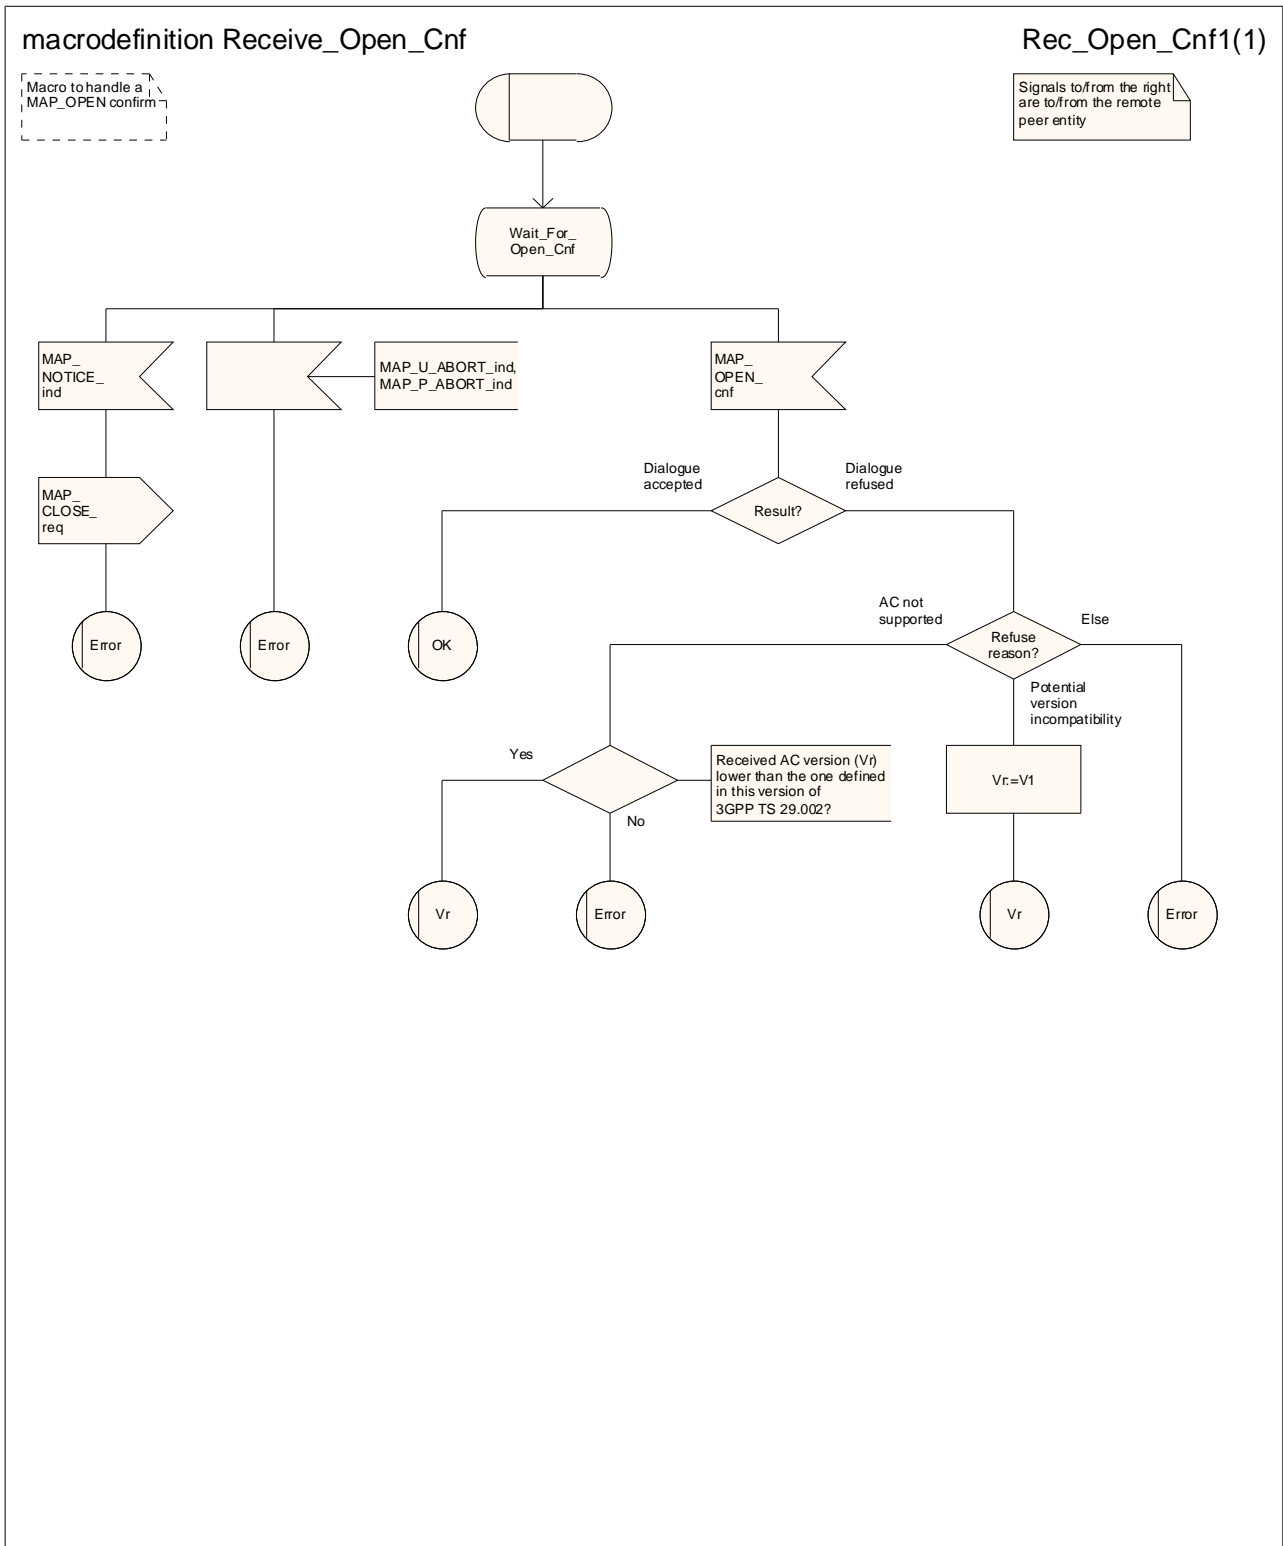 macrodefinition Receive_Open_Cnf
Rec_Open_Cnf1(1)
Macro to handle a
MAP_OPEN confirm
Signals to/from the right
are to/from the remote
peer entity
Wait_For_
Open_Cnf
MAP_
NOTICE_
ind
MAP_U_ABORT_ind,
MAP_P_ABORT_ind
MAP_
OPEN_
cnf
MAP_
CLOSE_
req
Dialogue
accepted
Dialogue
refused
Result?
Error
Error
OK
AC not
supported
Else
Refuse
reason?
Potential
version
incompatibility
Yes
Received AC version (Vr)
lower than the one defined
in this version of
3GPP TS 29.002?
No
Vr:=V1
Vr
Error
Vr
Error